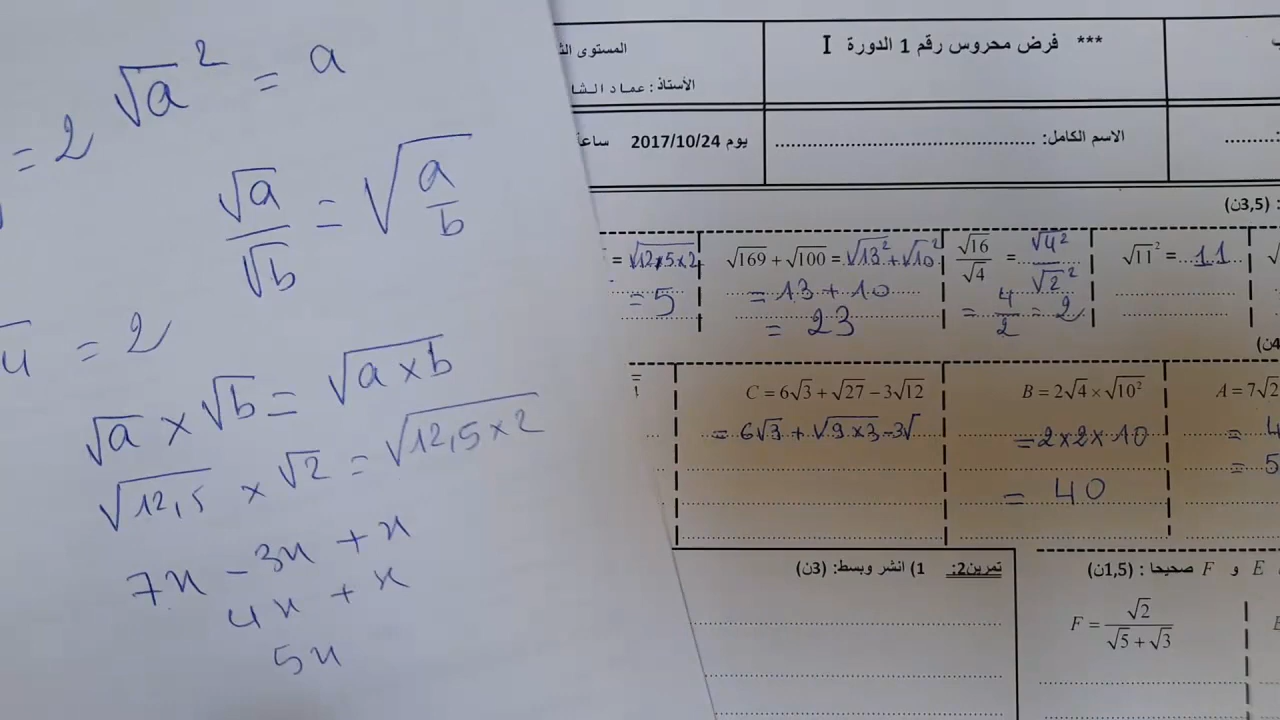 √a² = a
= 2
√a / √b = √(a/b)
√4 = 2
√a × √b = √(a × b)
√12,5 × √2 = √(12,5 × 2)
7x − 3x + x
4x + x
5x
*** فرض محروس رقم 1 الدورة I
المستوى
الأستاذ : عماد
الاسم الكامل: ........................
يوم 2017/10/24
: (3,5ن)
√11² = 11
√16 / √4 = √4² / √2²
= 4/2 = 2
√169 + √100 = √13² + √10²
= 13 + 10
= 23
= √12,5×2
= 5
A = 7√2
= 4
= 5
B = 2√4 × √10²
= 2×2×10
= 40
C = 6√3 + √27 − 3√12
= 6√3 + √9×3 − 3√
E و F صحيحا : (1,5ن)
F = √2 / (√5 + √3)
تمرين2: 1) انشر وبسط: (3ن)